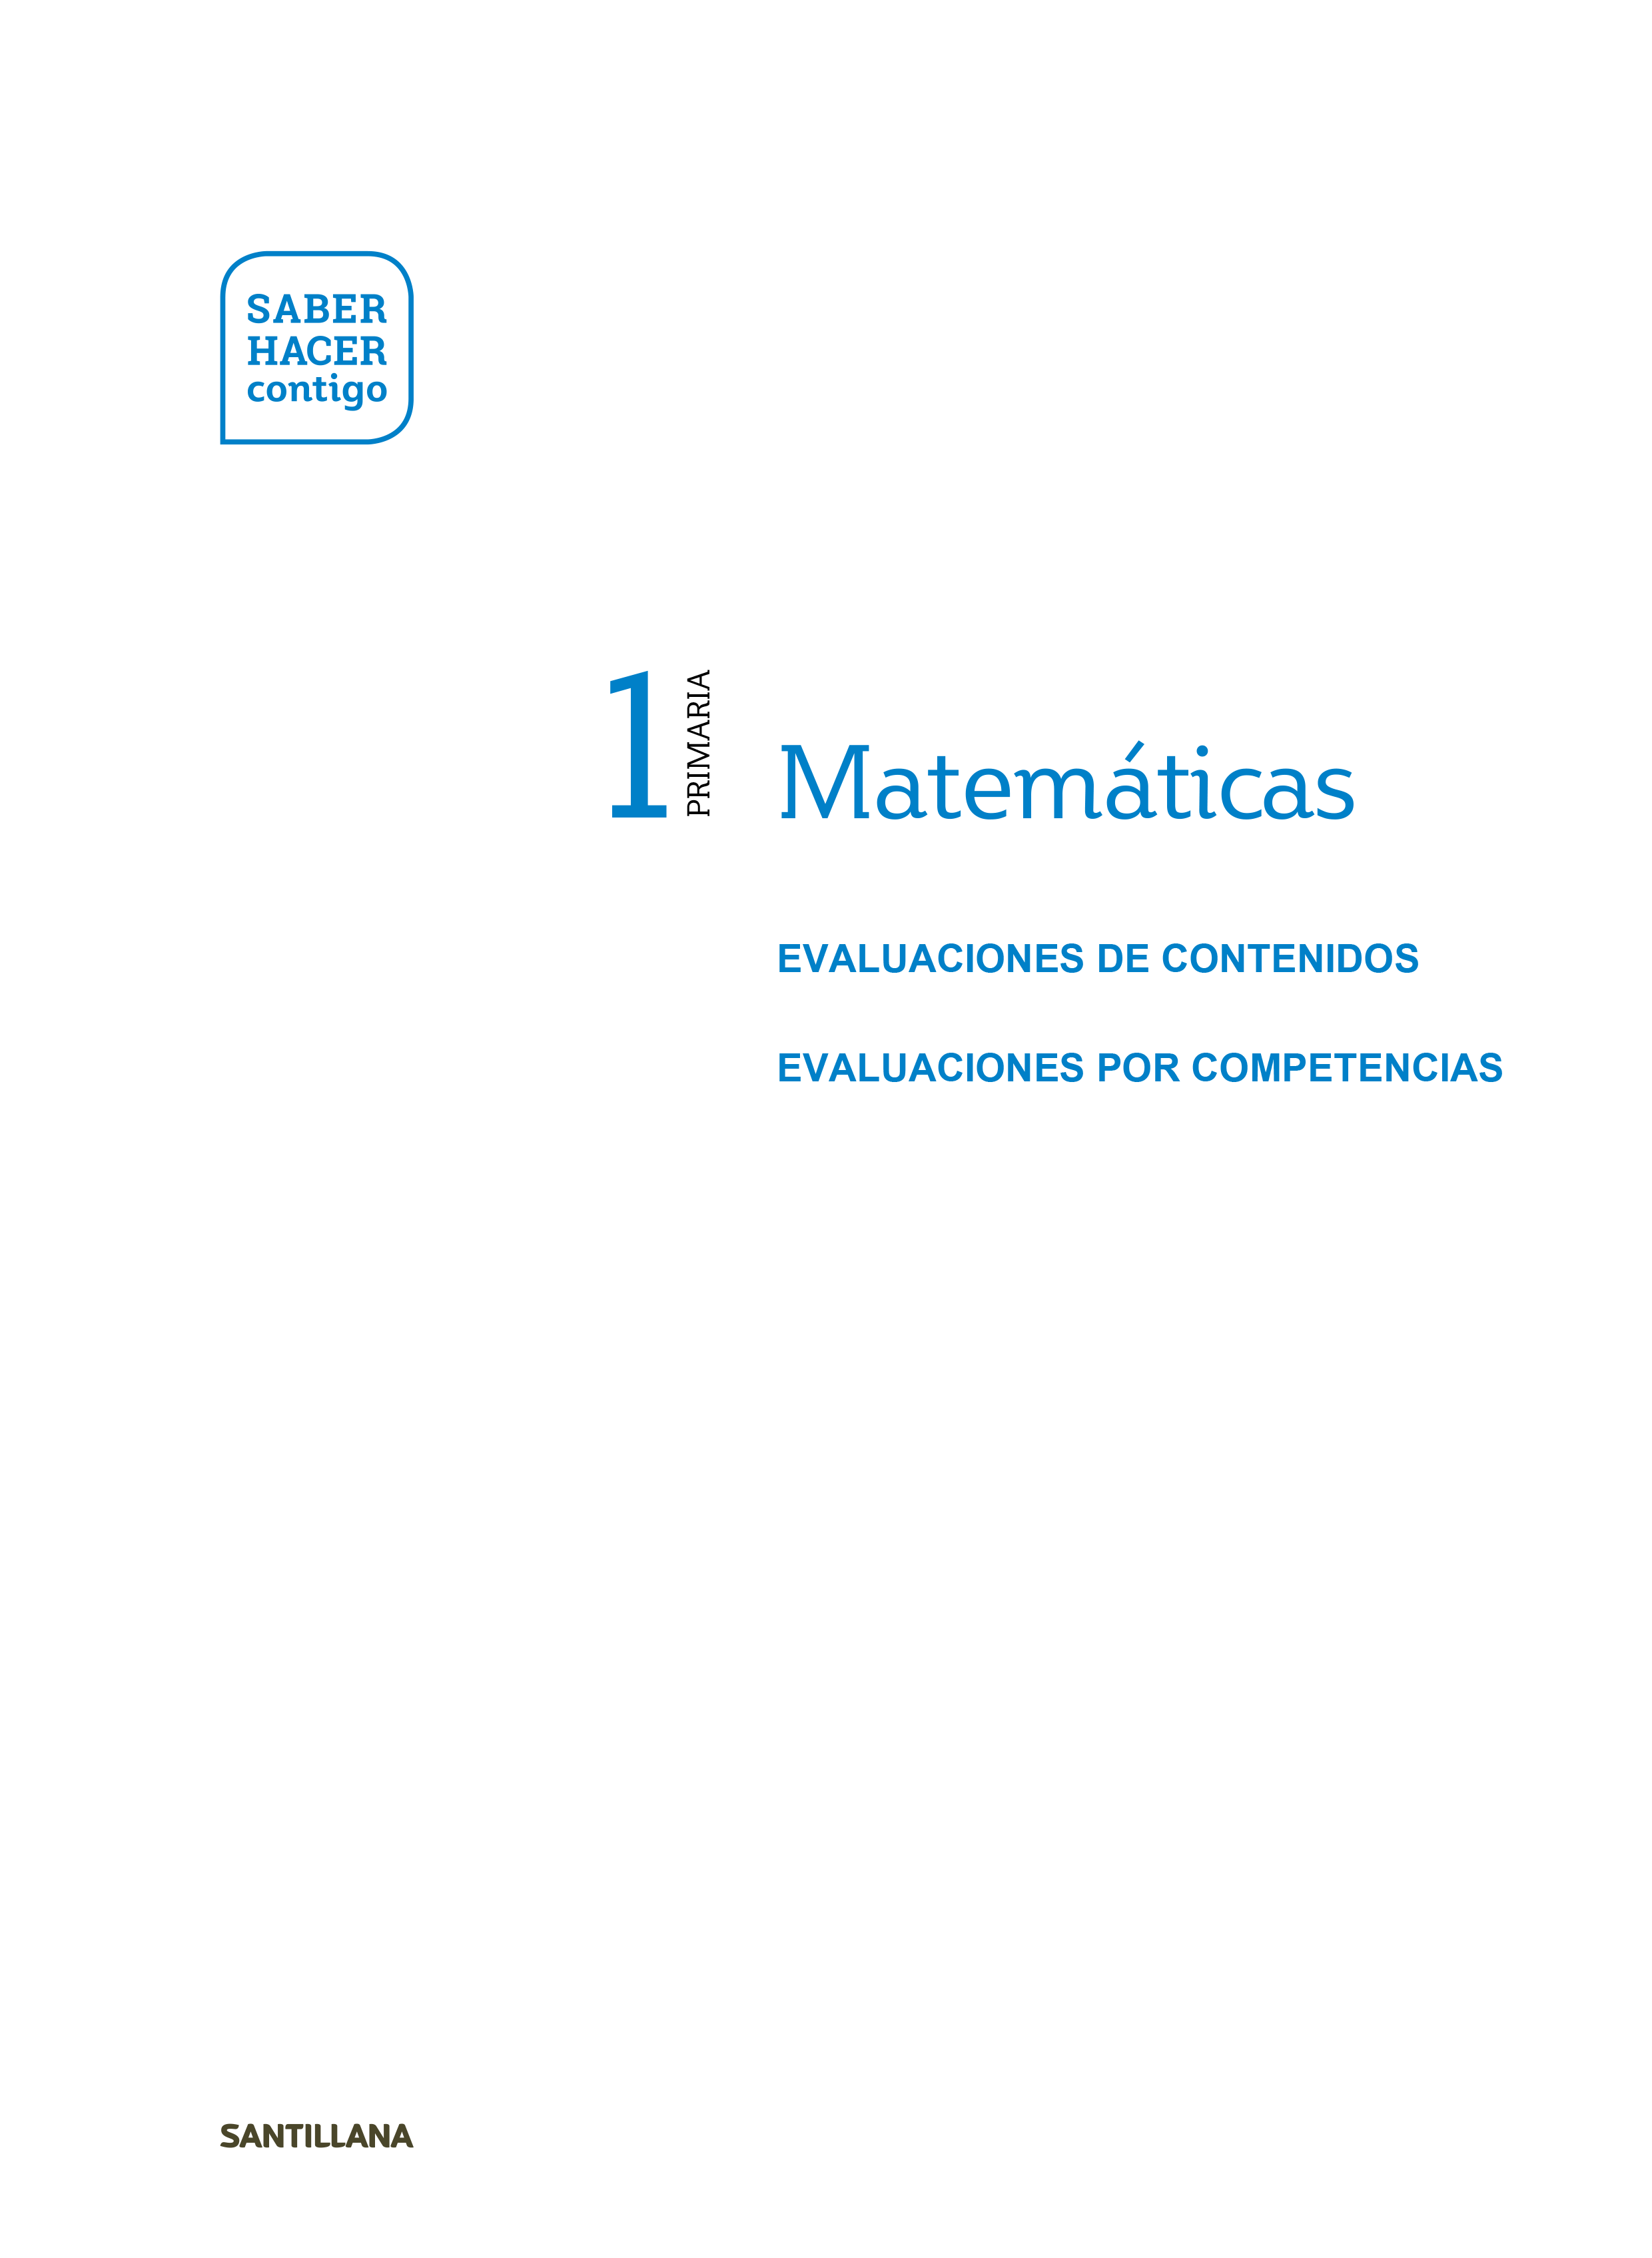 SABER
HACER
contigo
1 PRIMARIA Matemáticas
EVALUACIONES DE CONTENIDOS
EVALUACIONES POR COMPETENCIAS
SANTILLANA